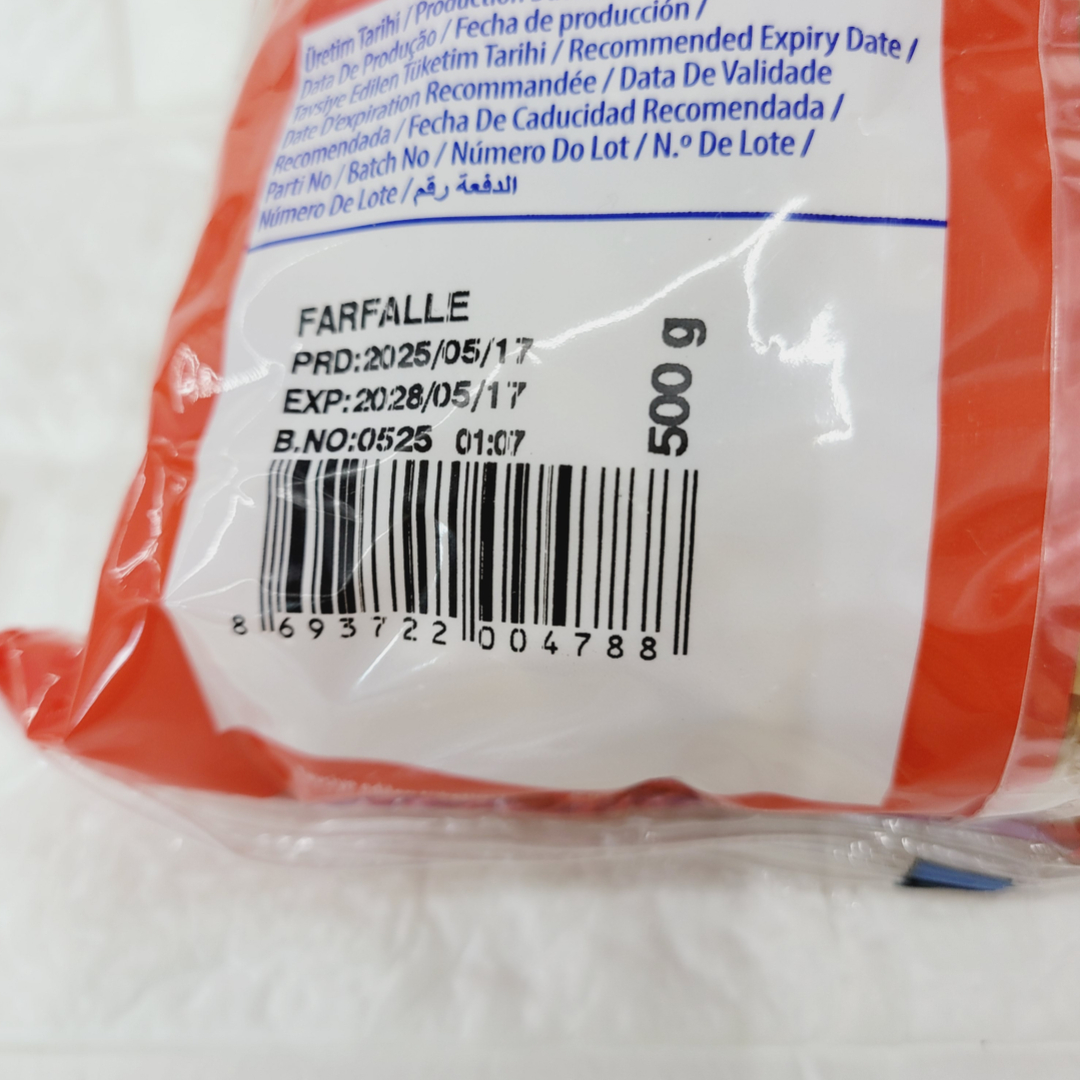 Üretim Tarihi / Production
Data De Produção / Fecha de producción /
Tavsiye Edilen Tüketim Tarihi / Recommended Expiry Date /
Date D'expiration Recommandée / Data De Validade
Recomendada / Fecha De Caducidad Recomendada /
Parti No / Batch No / Número Do Lot / N.º De Lote /
Número De Lote / الدفعة رقم
FARFALLE
PRD:2025/05/17
EXP:2028/05/17
B.NO:0525 01:07
500 g
8 693722 004788